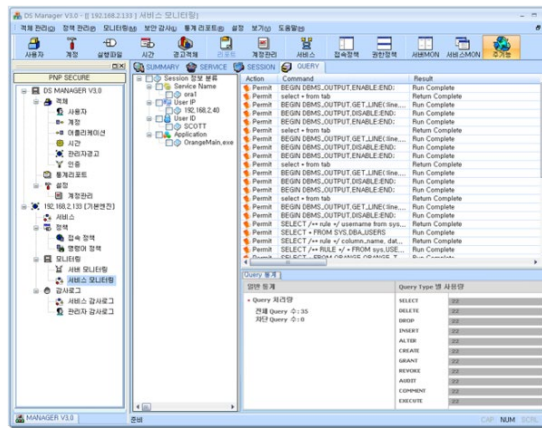 DS Manager V3.0 - [[ 192.168.2.133 ] 서비스 모니터링]
객체 관리(O) 정책 관리(P) 모니터링(M) 보안 감사(L) 통계 리포트(R) 설정 보기(V) 도움말(H)
사용자 계정 실행파일 시간 경고객체 리포트 계정관리 서비스 접속정책 권한정책 서버MON 서비스MON
PNP SECURE
DS MANAGER V3.0
객체
사용자
계정
어플리케이션
시간
관리자경고
인증
통계리포트
설정
계정관리
192.168.2.133 [기본엔진]
서비스
정책
접속 정책
명령어 정책
모니터링
서버 모니터링
서비스 모니터링
감사로그
서비스 감사로그
관리자 감사로그
MANAGER V3.0
SUMMARY SERVICE SESSION QUERY
Session 정보 분류
Service Name
ora1
User IP
192.168.2.40
User ID
SCOTT
Application
OrangeMain.exe
Action Command Result
Permit BEGIN DBMS_OUTPUT.ENABLE;END; Run Complete
Permit select * from tab Return Complete
Permit BEGIN DBMS_OUTPUT.GET_LINE(:line, ... Run Complete
Permit BEGIN DBMS_OUTPUT.DISABLE;END; Run Complete
Permit select * from tab Return Complete
Permit BEGIN DBMS_OUTPUT.ENABLE;END; Run Complete
Permit BEGIN DBMS_OUTPUT.GET_LINE(:line, ... Run Complete
Permit BEGIN DBMS_OUTPUT.DISABLE;END; Run Complete
Permit select * from tab Return Complete
Permit BEGIN DBMS_OUTPUT.ENABLE;END; Run Complete
Permit select * from tab Run Complete
Permit BEGIN DBMS_OUTPUT.GET_LINE(:line, ... Run Complete
Permit BEGIN DBMS_OUTPUT.DISABLE;END; Run Complete
Permit SELECT /*+ rule */ username from sys... Return Complete
Permit SELECT * FROM SYS.DBA_USERS Return Complete
Permit SELECT /*+ rule */ column_name, dat... Return Complete
Permit SELECT /*+ RULE */ * FROM sys.USE... Run Complete
Query 통계
일반 통계
Query 처리량
전체 Query 수: 35
차단 Query 수: 0
Query Type 별 사용량
SELECT
DELETE
DROP
INSERT
ALTER
CREATE
GRANT
REVOKE
AUDIT
COMMENT
EXECUTE
준비
CAP NUM SCRL